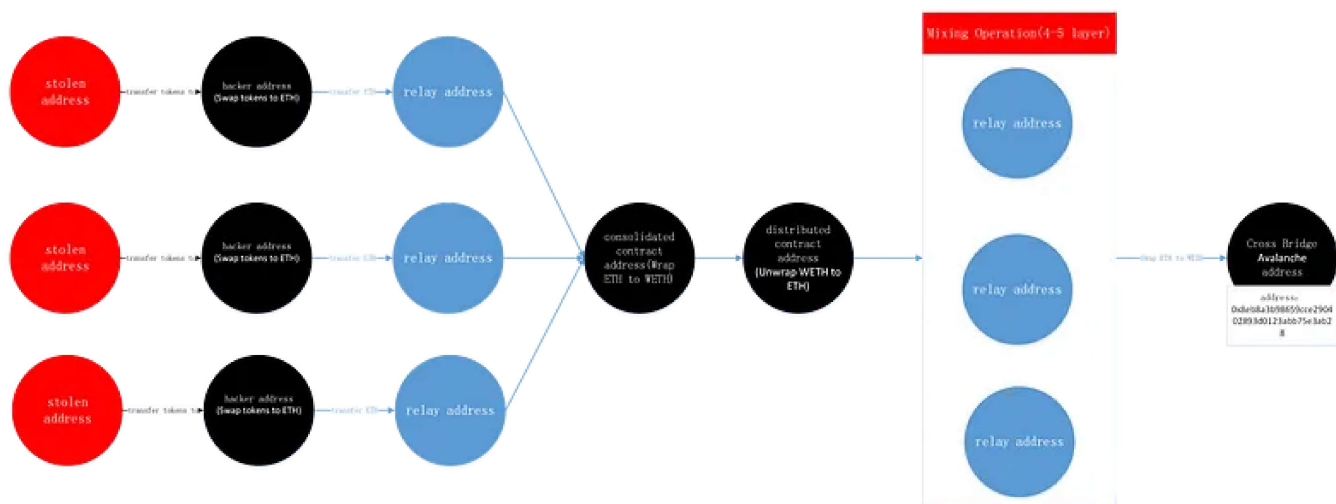 Mixing Operation(4-5 layer)
stolen
address
transfer tokens to
hacker address
(Swap tokens to ETH)
transfer ETH
relay address
relay address
stolen
address
transfer tokens to
hacker address
(Swap tokens to ETH)
transfer ETH
relay address
consolidated
contract
address(Wrap
ETH to WETH)
distributed
contract
address
(Unwrap WETH to
ETH)
relay address
Swap ETH to WETH
Cross Bridge
Avalanche
address
address:
stolen
address
transfer tokens to
hacker address
(Swap tokens to ETH)
transfer ETH
relay address
relay address